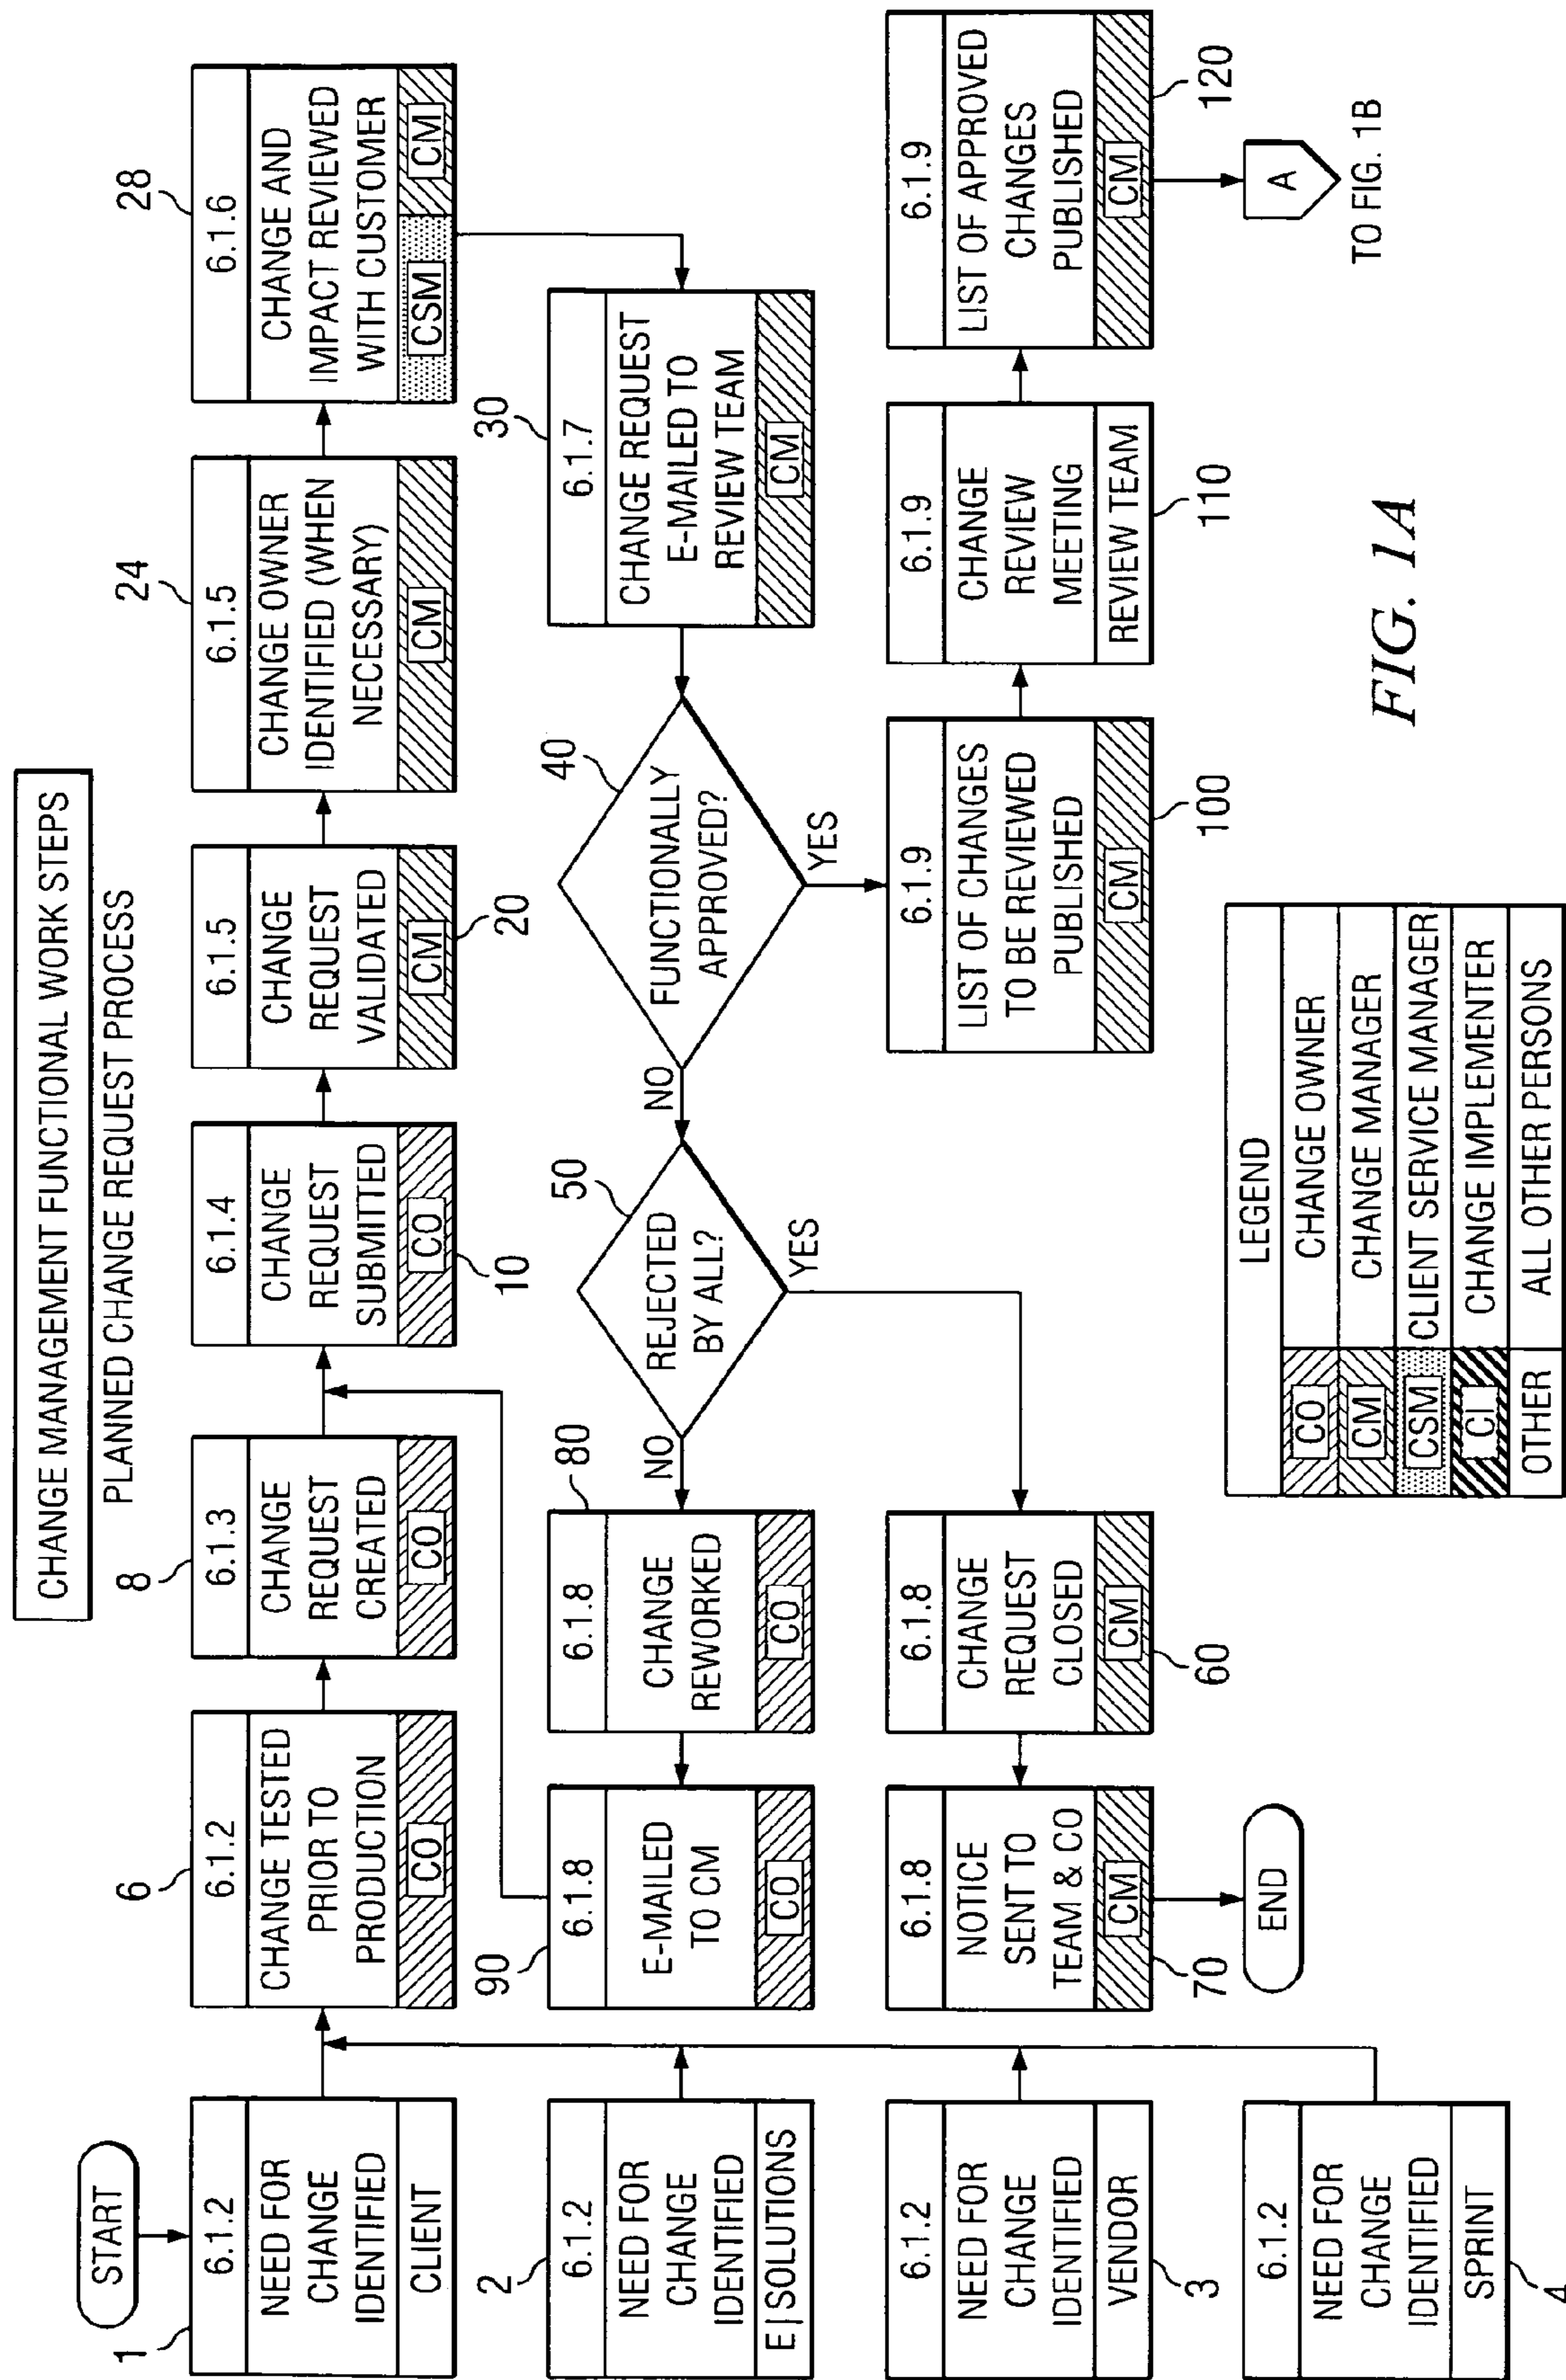 CHANGE MANAGEMENT FUNCTIONAL WORK STEPS
PLANNED CHANGE REQUEST PROCESS
START
1
6.1.2
NEED FOR
CHANGE
IDENTIFIED
CLIENT
6
6.1.2
CHANGE TESTED
PRIOR TO
PRODUCTION
CO
8
6.1.3
CHANGE
REQUEST
CREATED
CO
6.1.4
CHANGE
REQUEST
SUBMITTED
CO
10
6.1.5
CHANGE
REQUEST
VALIDATED
CM
20
24
6.1.5
CHANGE OWNER
IDENTIFIED (WHEN
NECESSARY)
CM
28
6.1.6
CHANGE AND
IMPACT REVIEWED
WITH CUSTOMER
CSM
CM
2
6.1.2
NEED FOR
CHANGE
IDENTIFIED
E|SOLUTIONS
90
6.1.8
E-MAILED
TO CM
CO
80
6.1.8
CHANGE
REWORKED
CO
NO
50
REJECTED
BY ALL?
YES
NO
40
FUNCTIONALLY
APPROVED?
YES
30
6.1.7
CHANGE REQUEST
E-MAILED TO
REVIEW TEAM
CM
6.1.2
NEED FOR
CHANGE
IDENTIFIED
VENDOR
3
6.1.8
NOTICE
SENT TO
TEAM & CO
CM
70
END
6.1.8
CHANGE
REQUEST
CLOSED
CM
60
6.1.9
LIST OF CHANGES
TO BE REVIEWED
PUBLISHED
CM
100
6.1.9
CHANGE
REVIEW
MEETING
REVIEW TEAM
110
6.1.9
LIST OF APPROVED
CHANGES
PUBLISHED
CM
120
A
TO FIG. 1B
6.1.2
NEED FOR
CHANGE
IDENTIFIED
SPRINT
4
LEGEND
CO CHANGE OWNER
CM CHANGE MANAGER
CSM CLIENT SERVICE MANAGER
CI CHANGE IMPLEMENTER
OTHER ALL OTHER PERSONS
FIG. 1A